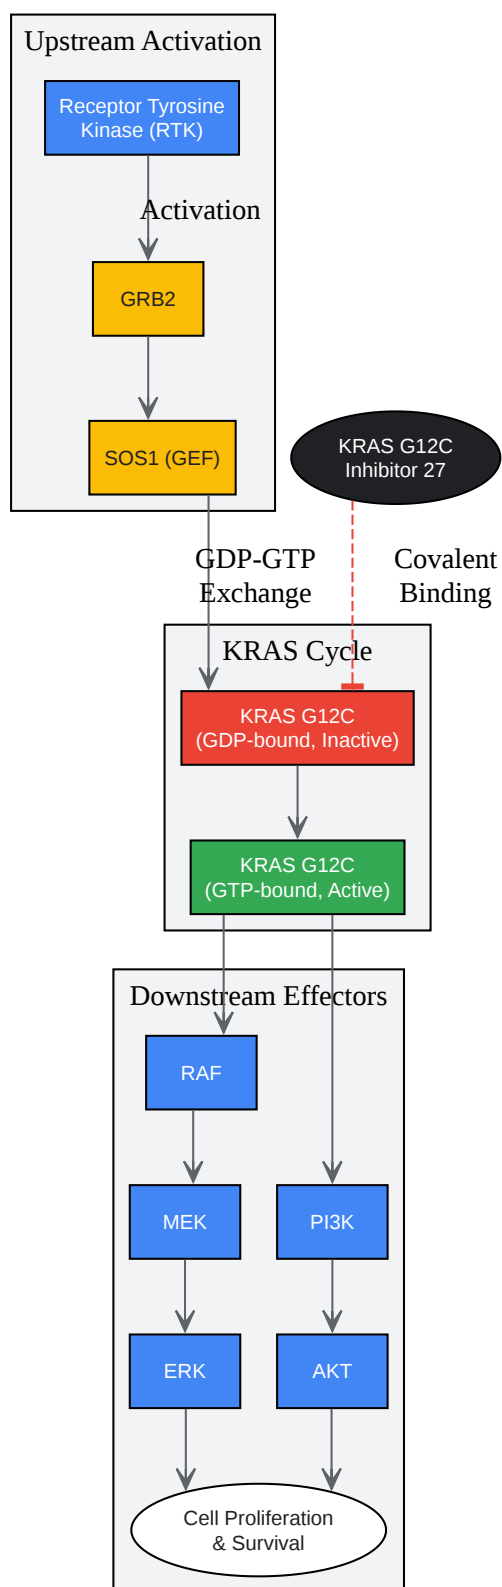 Upstream Activation
Receptor Tyrosine
Kinase (RTK)
Activation
GRB2
SOS1 (GEF)
KRAS G12C
Inhibitor 27
GDP-GTP
Exchange
Covalent
Binding
KRAS Cycle
KRAS G12C
(GDP-bound, Inactive)
KRAS G12C
(GTP-bound, Active)
Downstream Effectors
RAF
MEK
PI3K
ERK
AKT
Cell Proliferation
& Survival